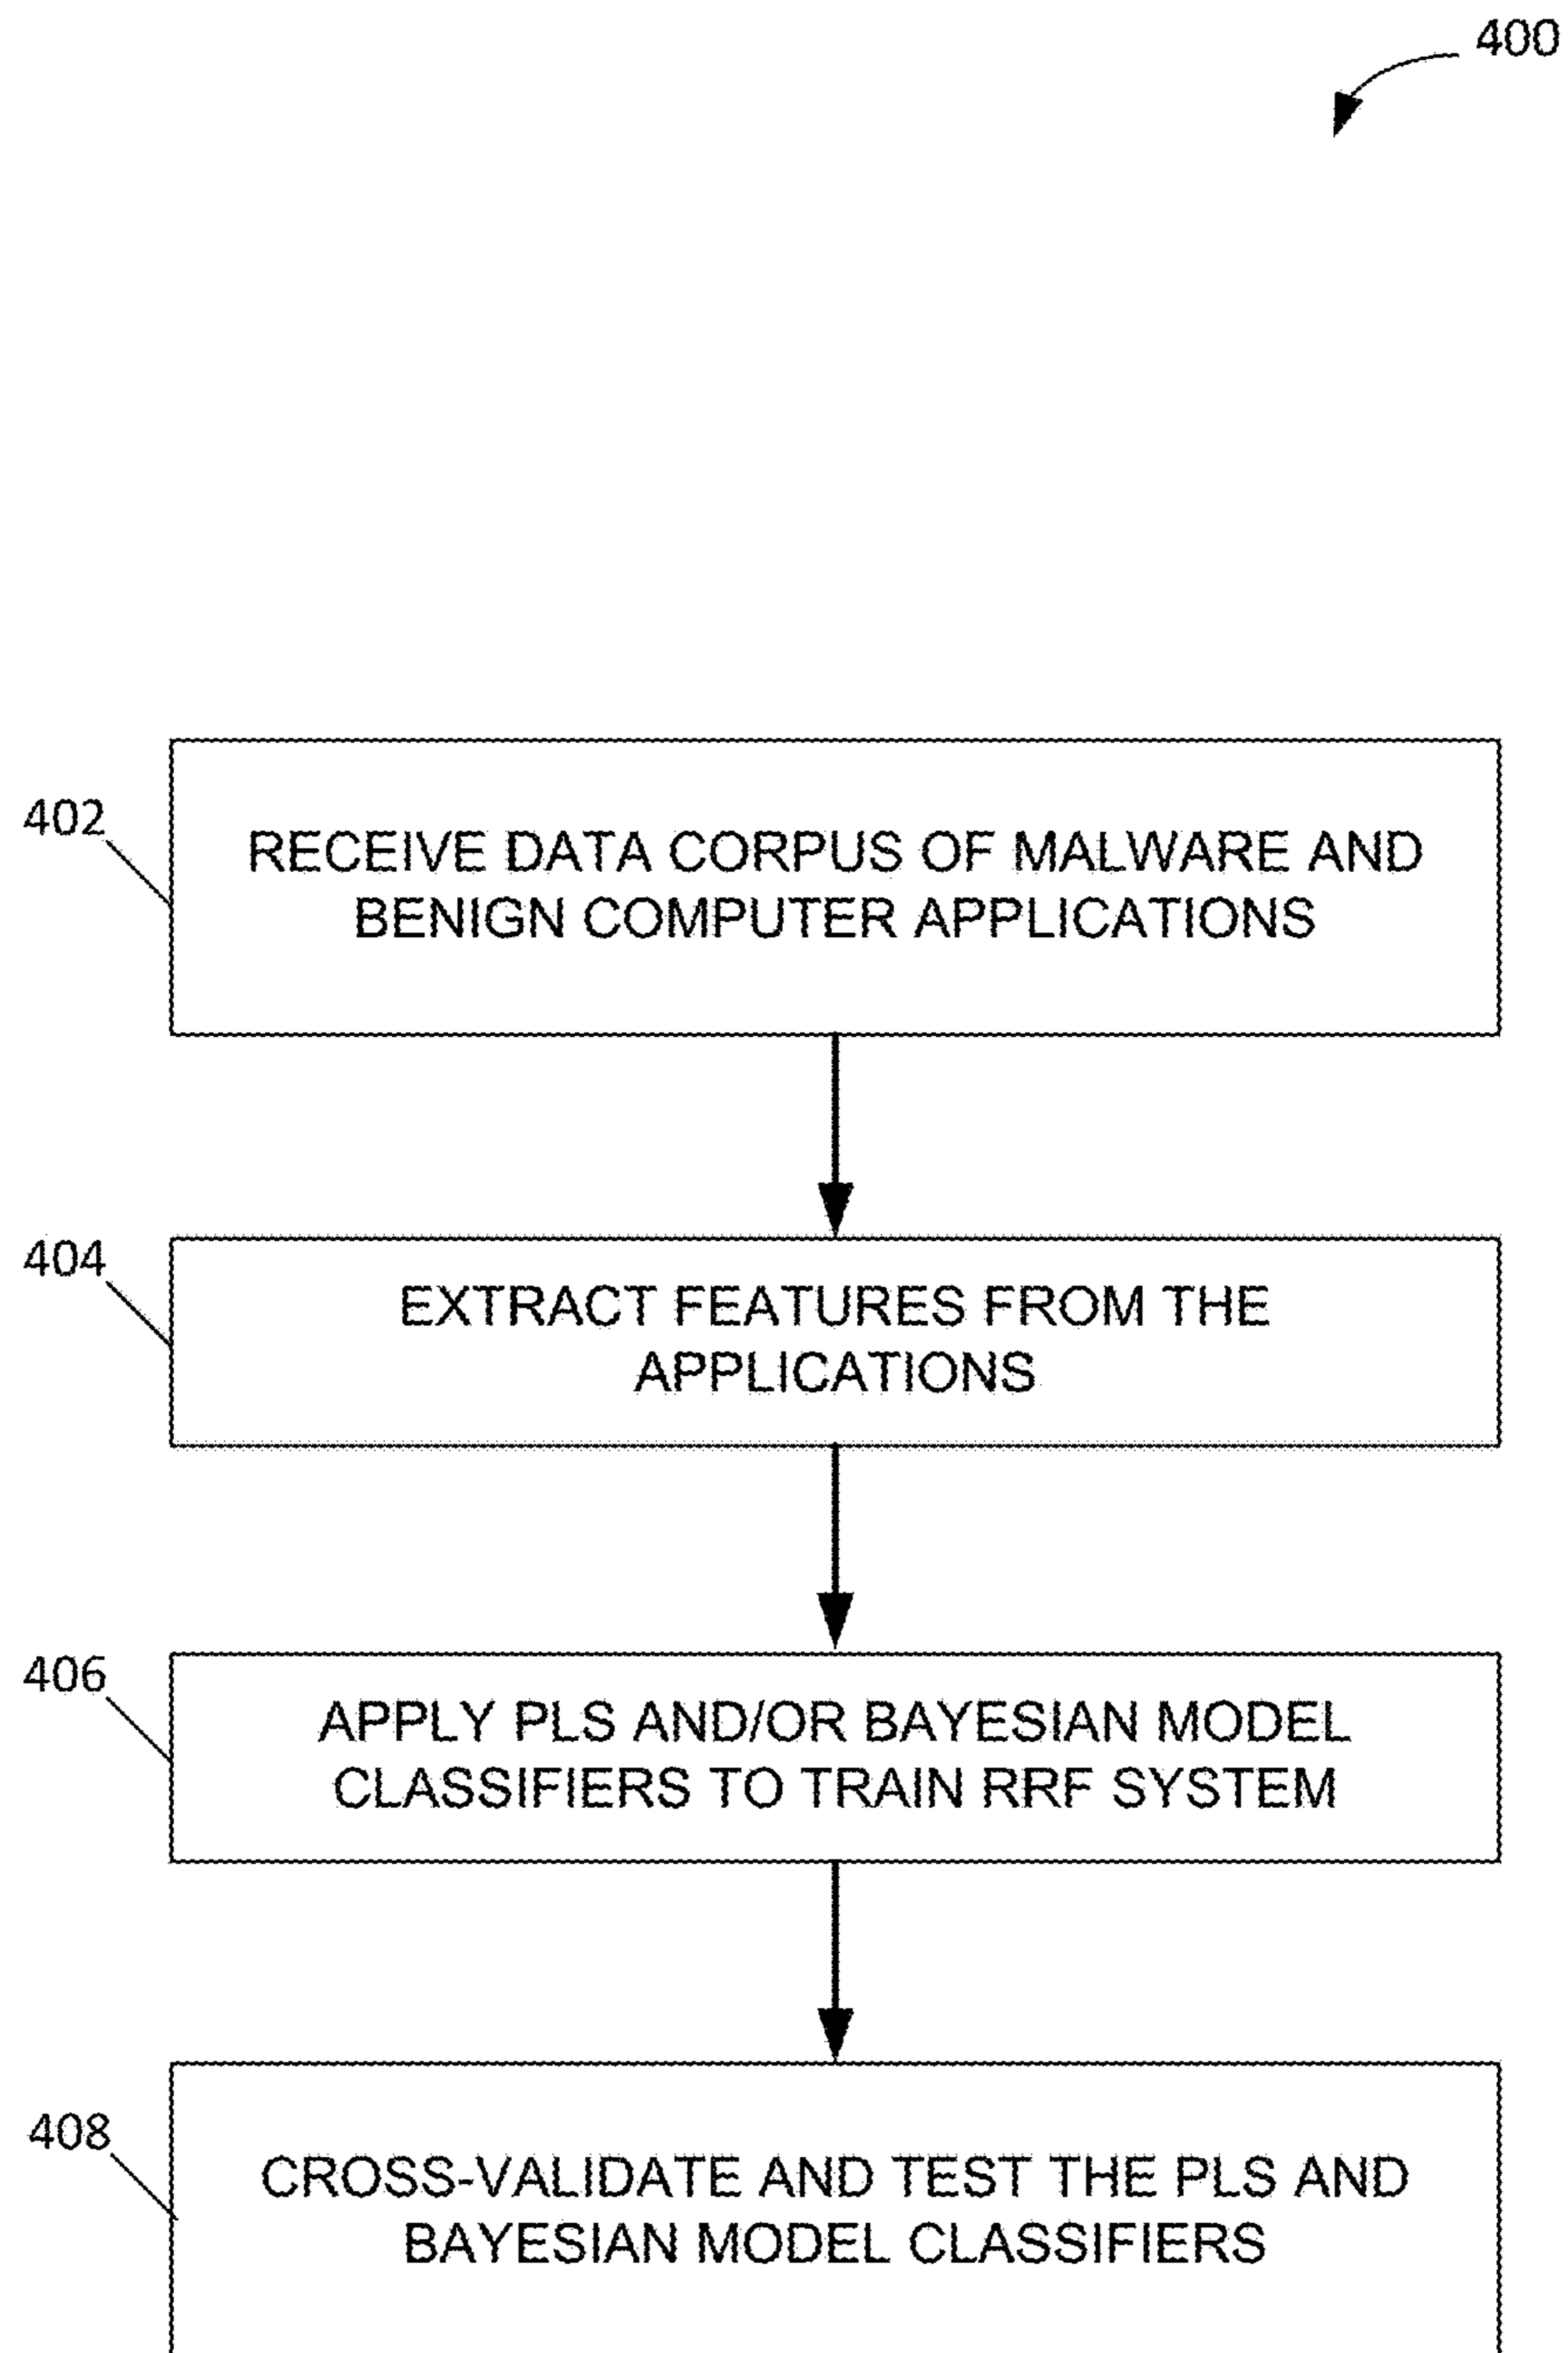 400
402
RECEIVE DATA CORPUS OF MALWARE AND
BENIGN COMPUTER APPLICATIONS
404
EXTRACT FEATURES FROM THE
APPLICATIONS
406
APPLY PLS AND/OR BAYESIAN MODEL
CLASSIFIERS TO TRAIN RRF SYSTEM
408
CROSS-VALIDATE AND TEST THE PLS AND
BAYESIAN MODEL CLASSIFIERS